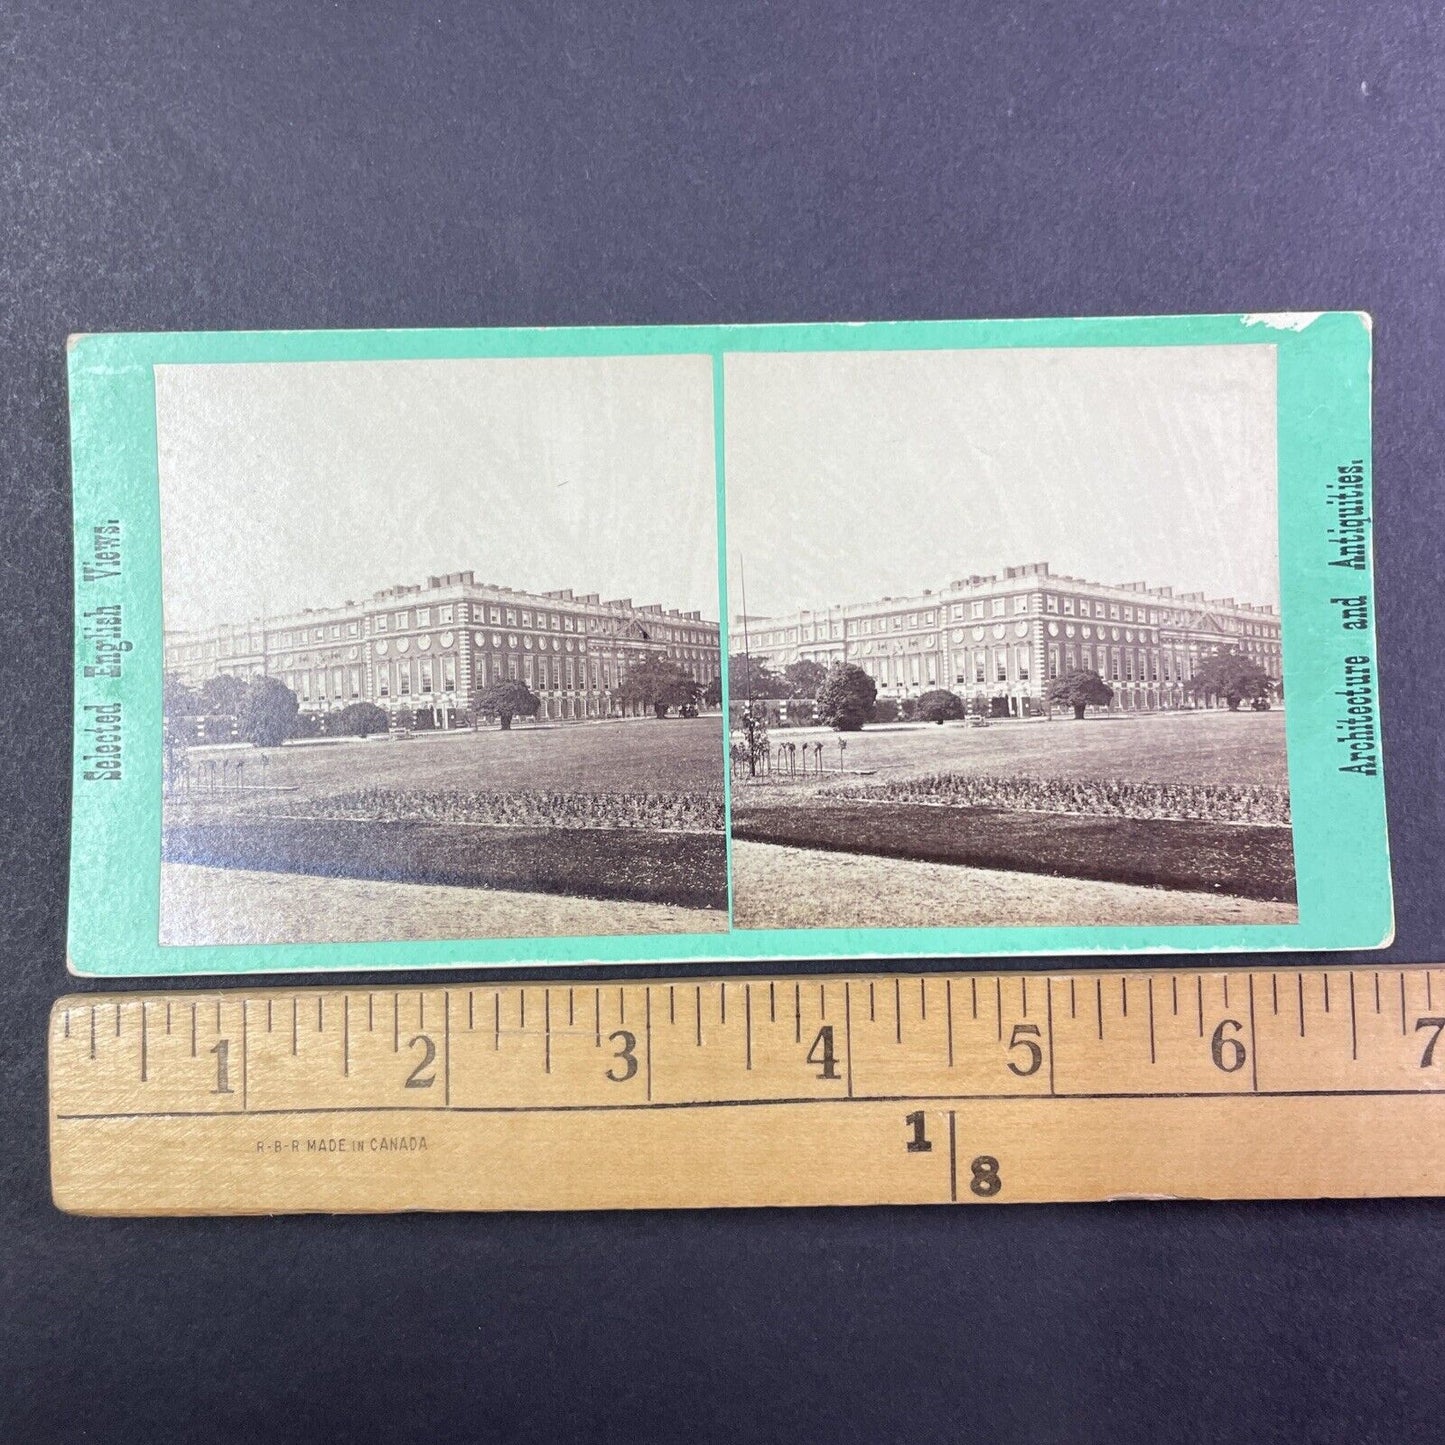 Selected English Views.
Architecture and Antiquities.
1 2 3 4 5 6 7
R-B-R MADE IN CANADA
1
8